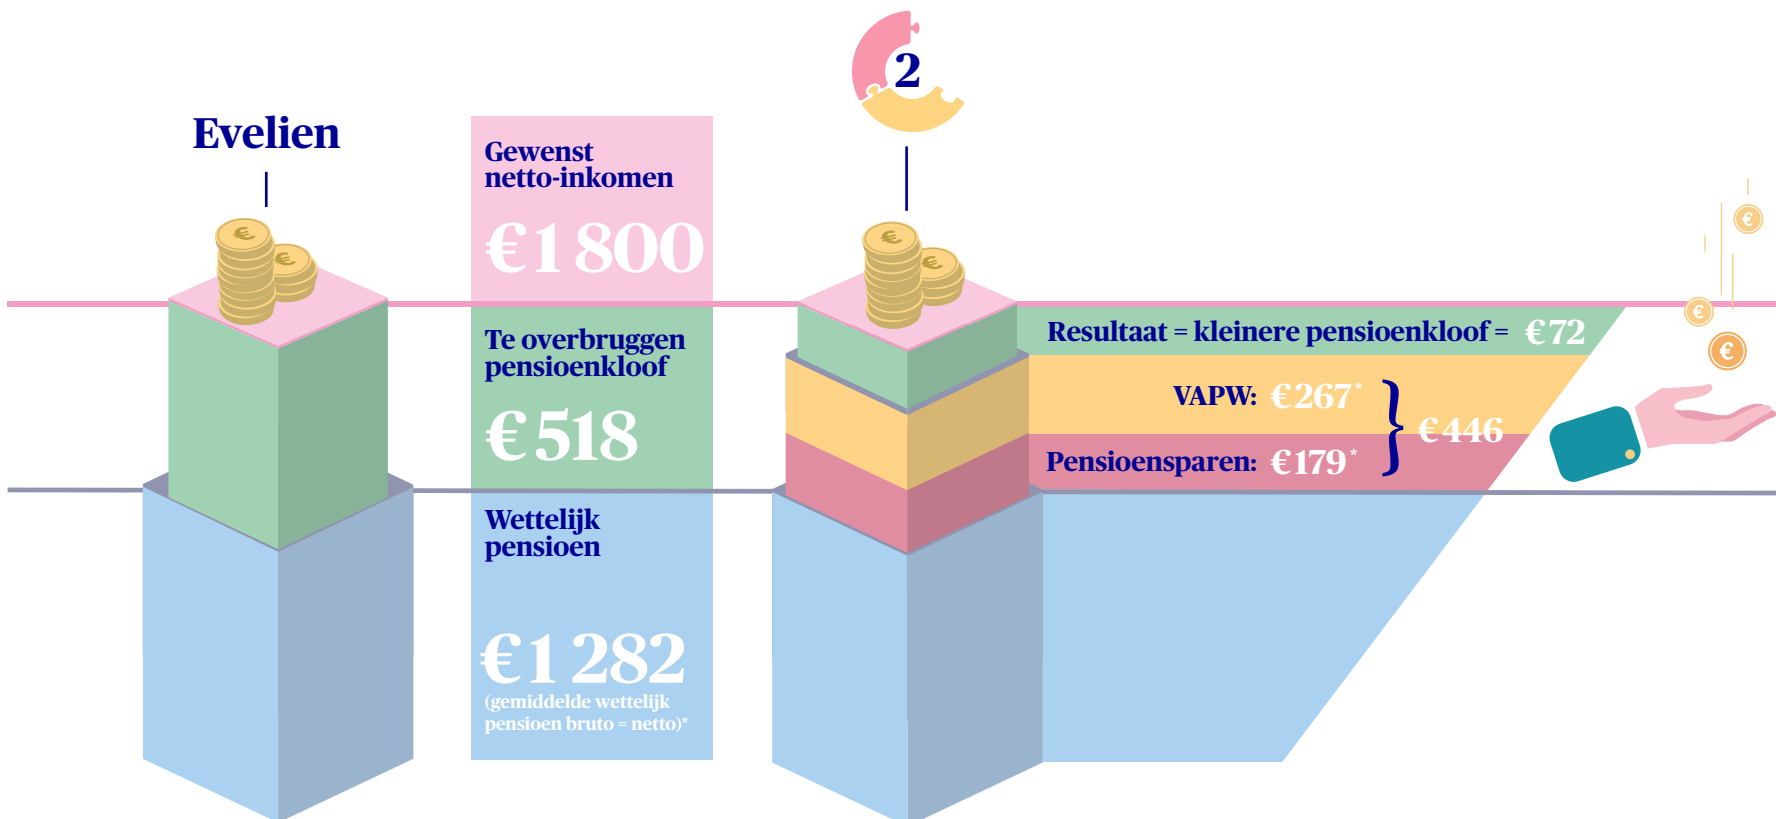 Evelien
Gewenst
netto-inkomen
€ 1 800
Te overbruggen
pensioenkloof
€ 518
Wettelijk
pensioen
€ 1 282
(gemiddelde wettelijk
pensioen bruto = netto)*
2
Resultaat = kleinere pensioenkloof = € 72
VAPW: € 267*
Pensioensparen: € 179*
} € 446
€
€
€
€
€
€
€